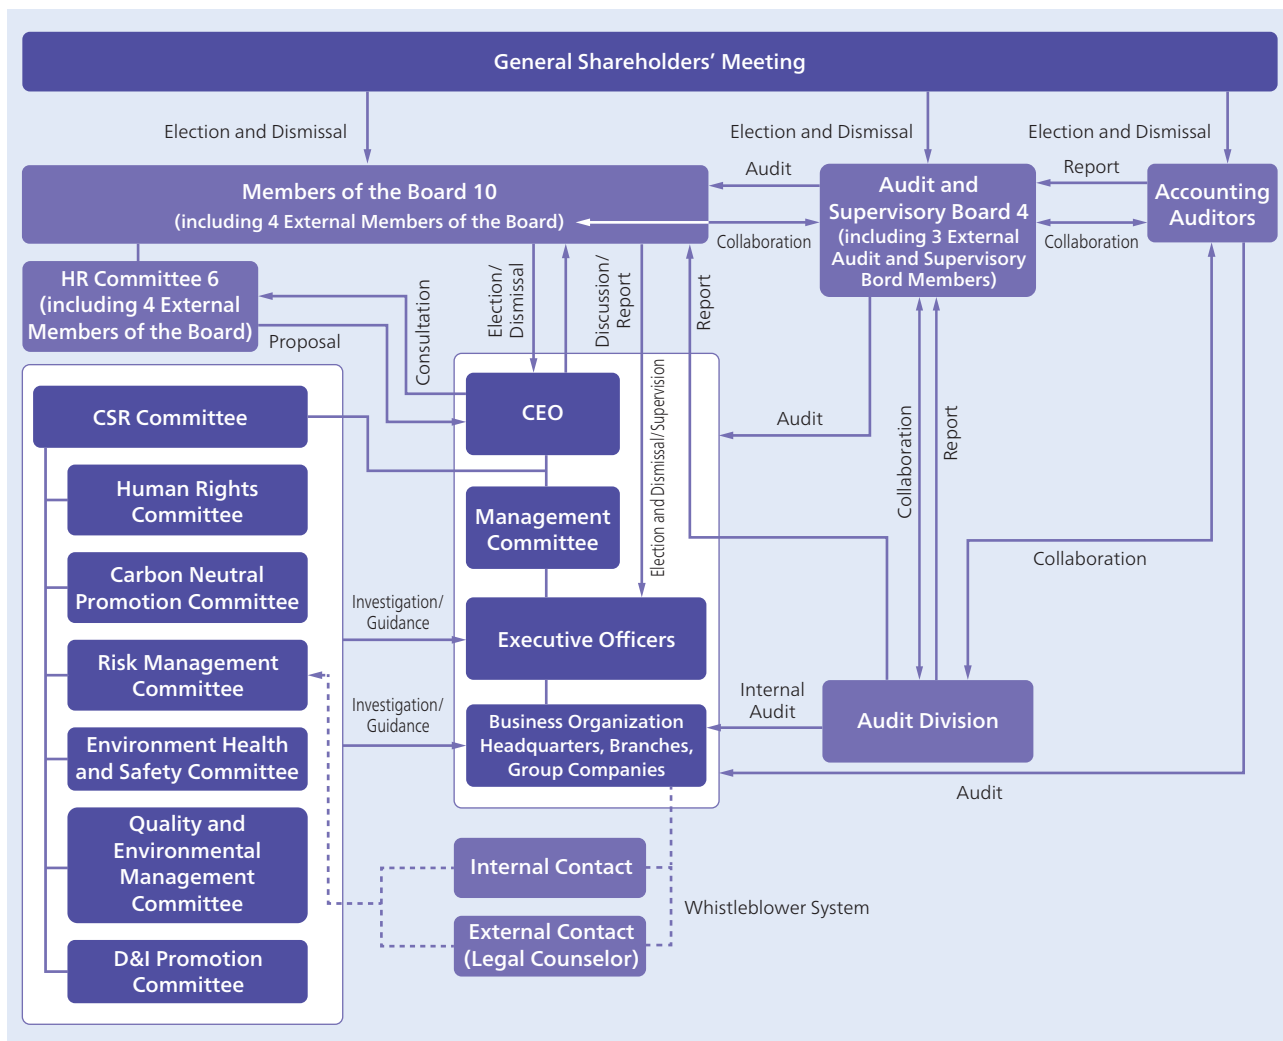 General Shareholders’ Meeting
Election and Dismissal
Election and Dismissal
Election and Dismissal
Members of the Board 10
(including 4 External Members of the Board)
Audit
Collaboration
Audit and
Supervisory Board 4
(including 3 External
Audit and Supervisory
Bord Members)
Report
Collaboration
Accounting
Auditors
HR Committee 6
(including 4 External
Members of the Board)
Proposal
Consultation
Election/
Dismissal
Discussion/
Report
Report
Election and Dismissal/Supervision
CSR Committee
Human Rights
Committee
Carbon Neutral
Promotion Committee
Risk Management
Committee
Environment Health
and Safety Committee
Quality and
Environmental
Management
Committee
D&I Promotion
Committee
Investigation/
Guidance
Investigation/
Guidance
CEO
Management
Committee
Executive Officers
Business Organization
Headquarters, Branches,
Group Companies
Audit
Collaboration
Report
Collaboration
Internal
Audit
Audit Division
Audit
Internal Contact
External Contact
(Legal Counselor)
Whistleblower System